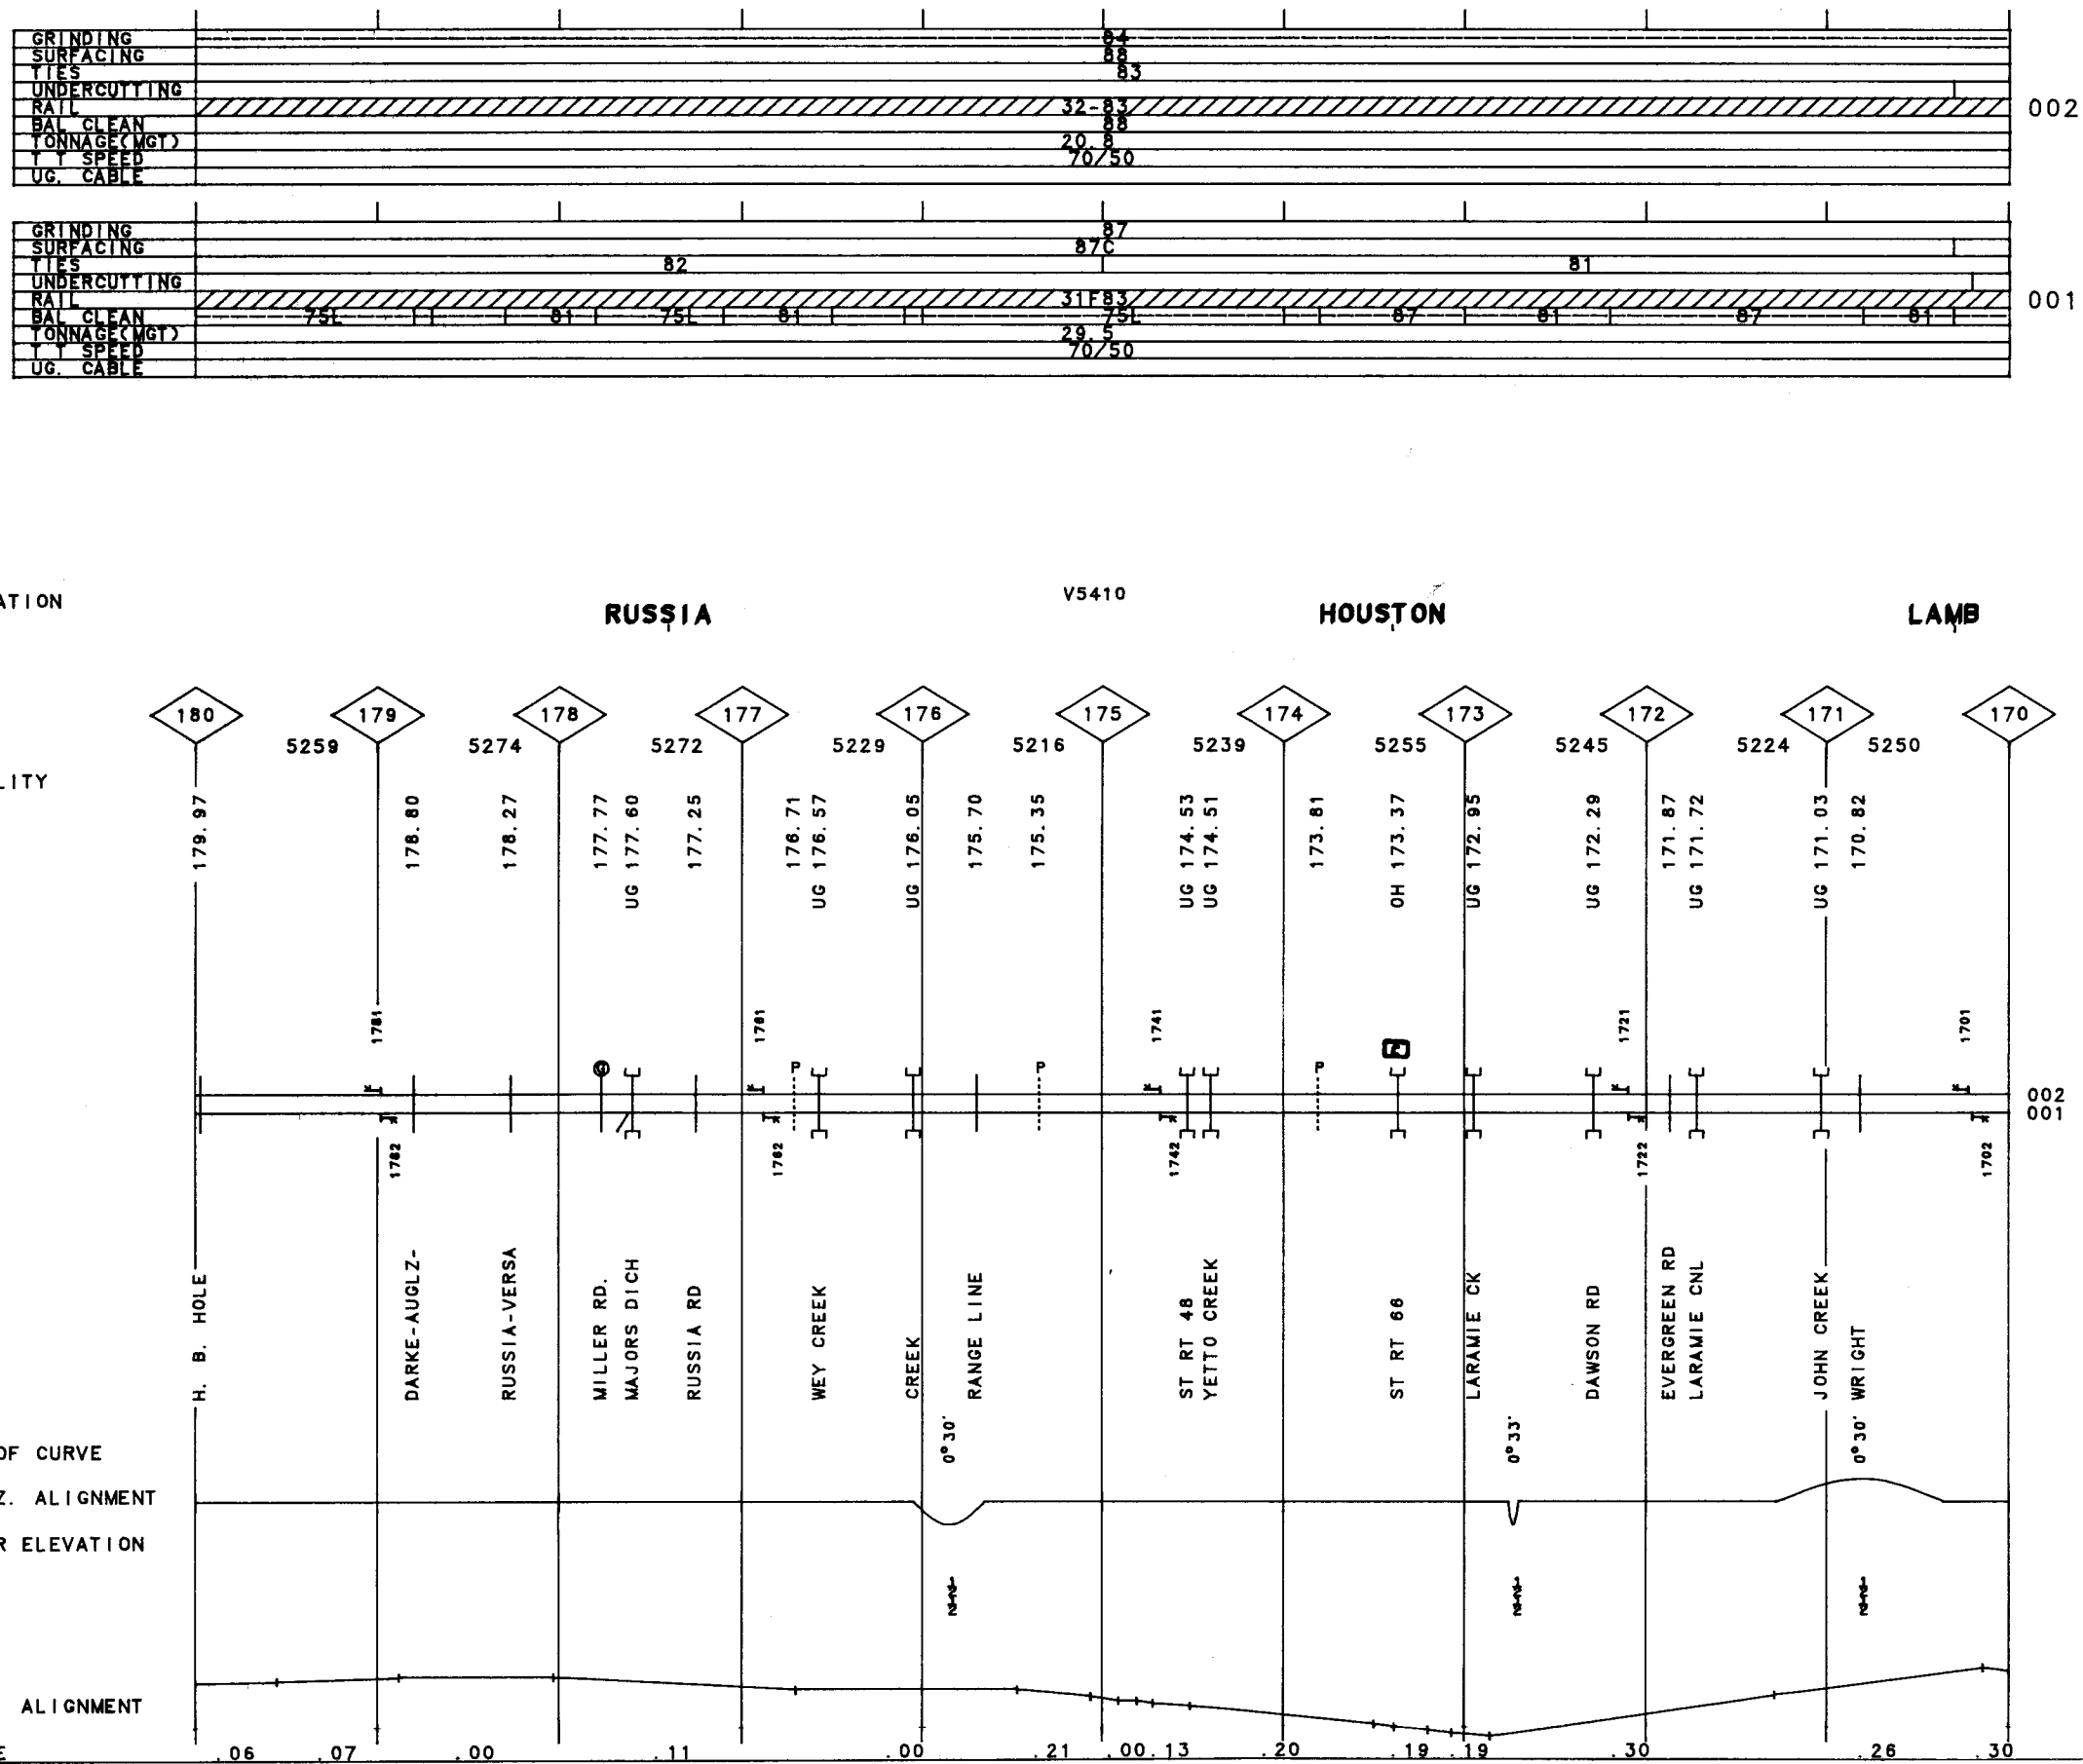 GRINDING 84
SURFACING 88
TIES 83
UNDERCUTTING
RAIL 32-83 002
BAL CLEAN 88
TONNAGE(MGT) 20.8
T T SPEED 70/50
UG. CABLE
GRINDING 87
SURFACING 87C
TIES 82 81
UNDERCUTTING
RAIL 31F83 001
BAL CLEAN 75L 81 75L 81 75L 87 81 87 81
TONNAGE(MGT) 29.5
T T SPEED 70/50
UG. CABLE
ATION RUSSIA V5410 HOUSTON LAMB
180 179 178 177 176 175 174 173 172 171 170
5259 5274 5272 5229 5216 5239 5255 5245 5224 5250
LITY
179.97
178.80
178.27
177.77
UG 177.60
177.25
176.71
UG 176.57
UG 176.05
175.70
175.35
UG 174.53
UG 174.51
173.81
OH 173.37
UG 172.95
UG 172.29
171.87
UG 171.72
UG 171.03
170.82
1781 1761 1741 1721 1701
G P P P
002
001
1782 1762 1742 1722 1702
H. B. HOLE
DARKE-AUGLZ-
RUSSIA-VERSA
MILLER RD.
MAJORS DICH
RUSSIA RD
WEY CREEK
CREEK
RANGE LINE
ST RT 48
YETTO CREEK
ST RT 66
LARAMIE CK
DAWSON RD
EVERGREEN RD
LARAMIE CNL
JOHN CREEK
WRIGHT
OF CURVE 0°30' 0°33' 0°30'
Z. ALIGNMENT
R ELEVATION
ALIGNMENT
E .06 .07 .00 .11 .00 .21 .00 .13 .20 .19 .19 .30 .26 .30